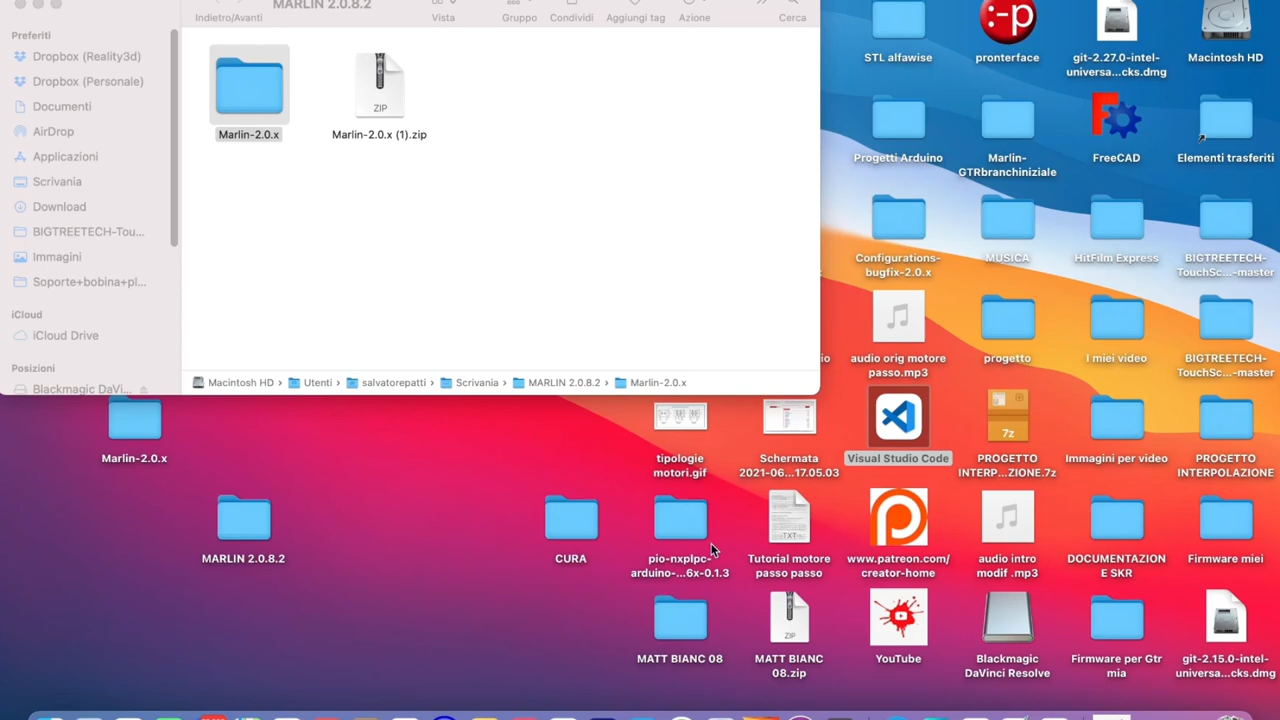 MARLIN 2.0.8.2
Indietro/Avanti
Vista
Gruppo
Condividi
Aggiungi tag
Azione
Cerca
Preferiti
Dropbox (Reality3d)
Dropbox (Personale)
Documenti
AirDrop
Applicazioni
Scrivania
Download
BIGTREETECH-Tou...
Immagini
Soporte+bobina+pl...
iCloud
iCloud Drive
Posizioni
Blackmagic DaVi...
Marlin-2.0.x
ZIP
Marlin-2.0.x (1).zip
Macintosh HD › Utenti › salvatorepatti › Scrivania › MARLIN 2.0.8.2 › Marlin-2.0.x
STL alfawise
:-p
pronterface
git-2.27.0-intel-
universa...cks.dmg
Macintosh HD
Progetti Arduino
Marlin-
GTRbranchiniziale
FreeCAD
Elementi trasferiti
Configurations-
bugfix-2.0.x
MUSICA
HitFilm Express
BIGTREETECH-
TouchSc...-master
audio orig motore
passo.mp3
progetto
I miei video
BIGTREETECH-
TouchSc...-master
Marlin-2.0.x
tipologie
motori.gif
Schermata
2021-06...17.05.03
Visual Studio Code
7z
PROGETTO
INTERP...ZIONE.7z
Immagini per video
PROGETTO
INTERPOLAZIONE
MARLIN 2.0.8.2
CURA
pio-nxplpc-
arduino-...6x-0.1.3
TXT
Tutorial motore
passo passo
www.patreon.com/
creator-home
audio intro
modif .mp3
DOCUMENTAZION
E SKR
Firmware miei
MATT BIANC 08
ZIP
MATT BIANC
08.zip
YouTube
Blackmagic
DaVinci Resolve
Firmware per Gtr
mia
git-2.15.0-intel-
universa...cks.dmg